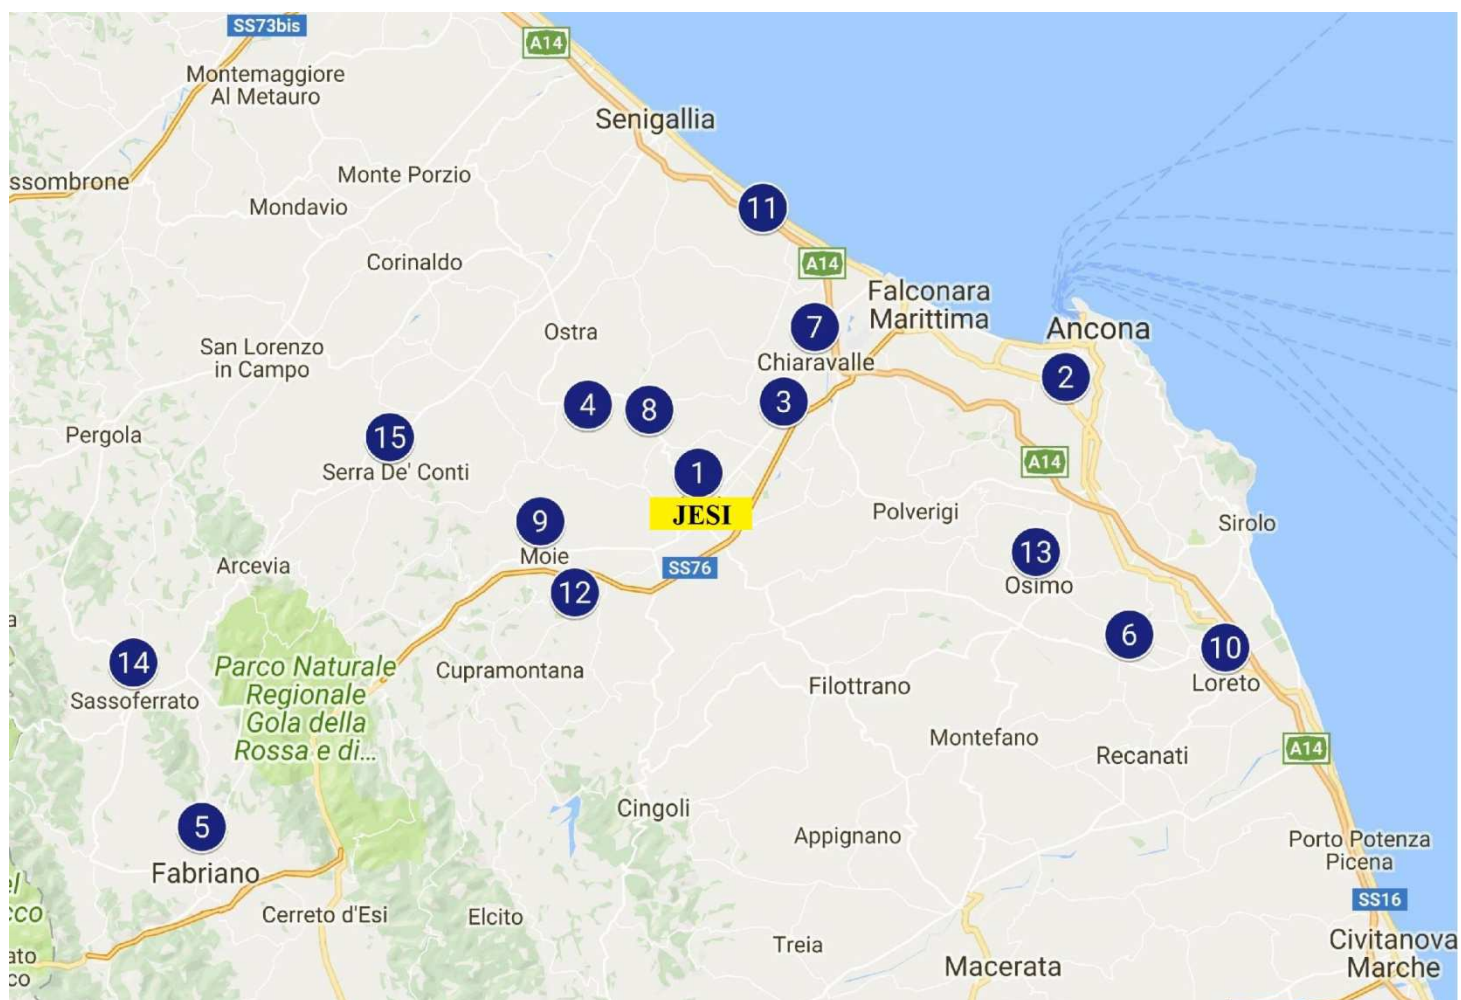 SS73bis
A14
Montemaggiore
Al Metauro
Senigallia
ssombrone
Monte Porzio
Mondavio
11
Corinaldo
A14
Falconara
Marittima
7
Ostra
Ancona
San Lorenzo
in Campo
Chiaravalle
2
4
8
3
Pergola
15
Serra De' Conti
1
A14
JESI
9
Moie
Polverigi
Sirolo
13
Osimo
Arcevia
SS76
12
a
6
10
Loreto
14
Sassoferrato
Parco Naturale
Regionale
Gola della
Rossa e di...
Cupramontana
Filottrano
Montefano
Recanati
A14
5
Fabriano
Cingoli
Appignano
Porto Potenza
Picena
el
cco
Cerreto d'Esi
Elcito
SS16
ato
co
Treia
Macerata
Civitanova
Marche